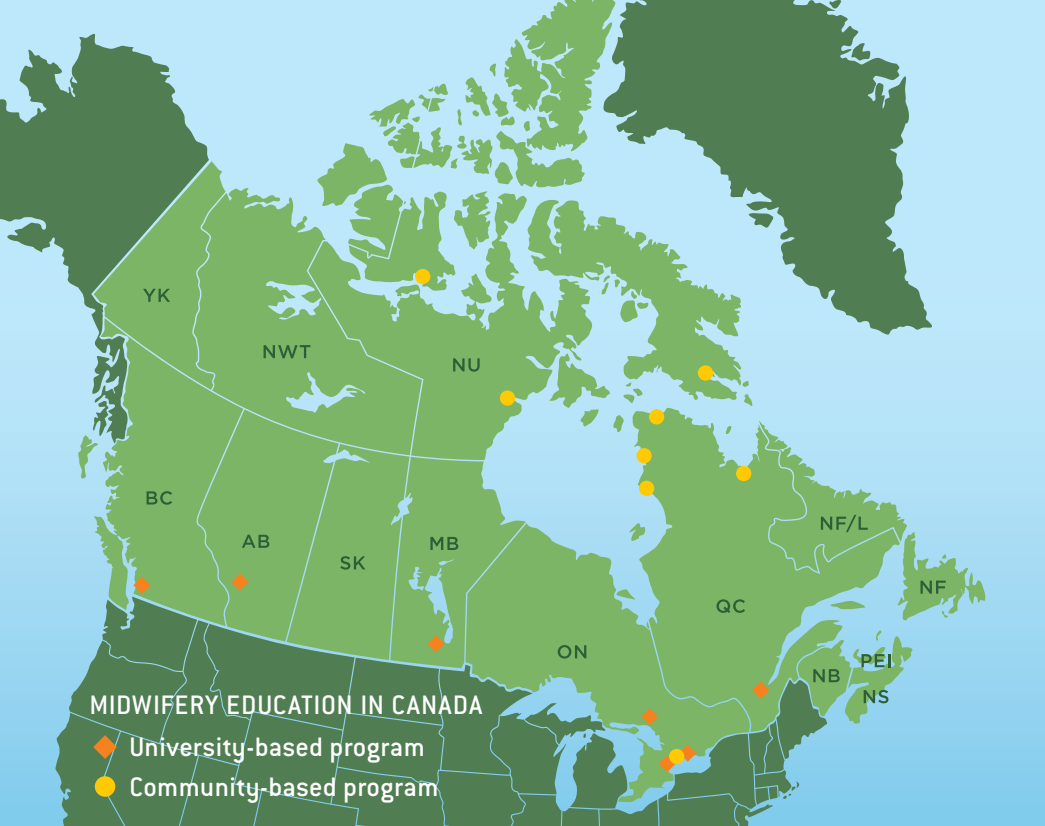 YK
NWT
NU
BC
AB
SK
MB
NF/L
NF
QC
ON
PEI
NB
NS
MIDWIFERY EDUCATION IN CANADA
University-based program
Community-based program